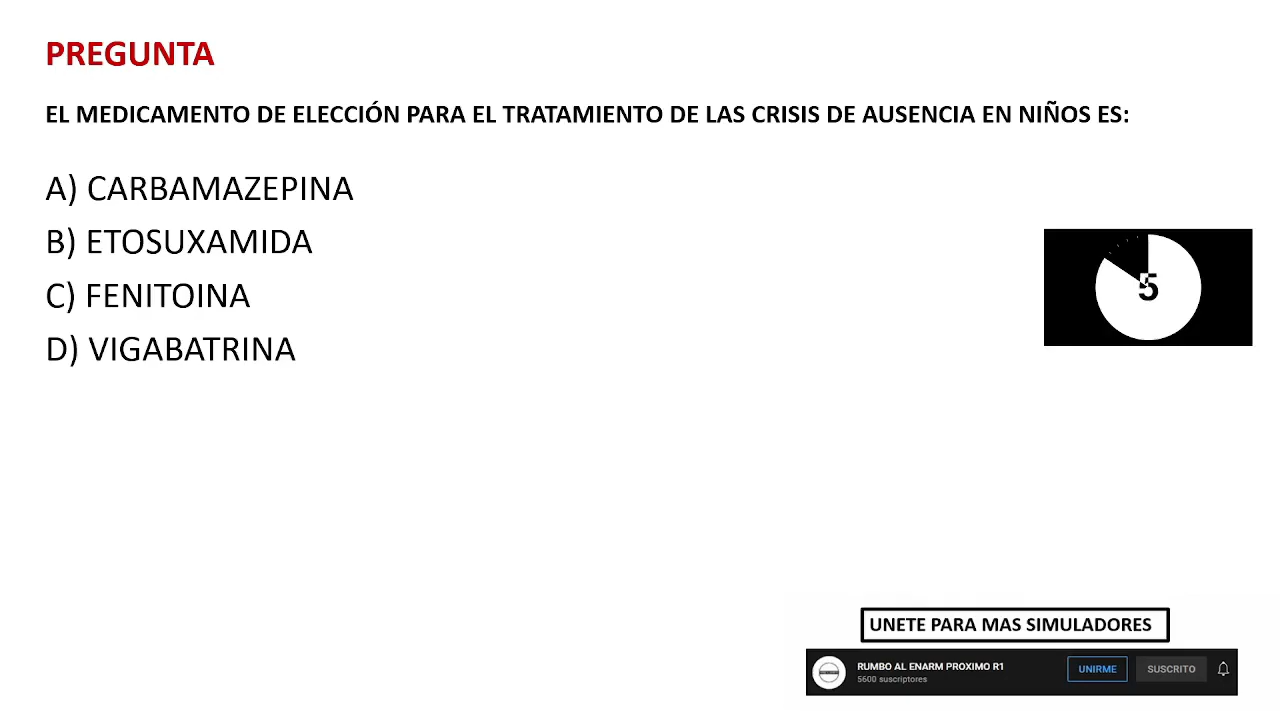 PREGUNTA
EL MEDICAMENTO DE ELECCIÓN PARA EL TRATAMIENTO DE LAS CRISIS DE AUSENCIA EN NIÑOS ES:
A) CARBAMAZEPINA
B) ETOSUXAMIDA
C) FENITOINA
D) VIGABATRINA
5
UNETE PARA MAS SIMULADORES
RUMBO AL ENARM PROXIMO R1
5600 suscriptores
UNIRME
SUSCRITO